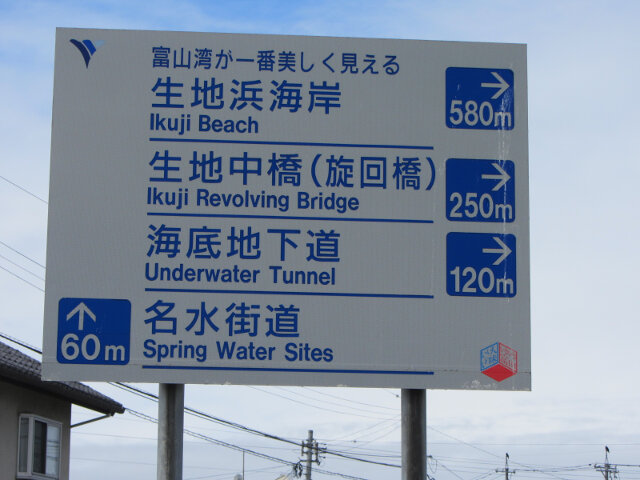 富山湾が一番美しく見える
生地浜海岸
Ikuji Beach
→
580m
生地中橋(旋回橋)
Ikuji Revolving Bridge
→
250m
海底地下道
Underwater Tunnel
→
120m
↑
60m
名水街道
Spring Water Sites